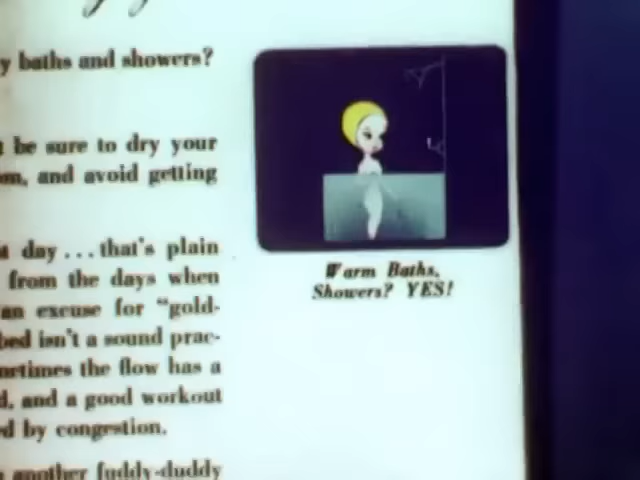 y baths and showers?
t be sure to dry your
om, and avoid getting
t day...that's plain
from the days when
an excuse for "gold-
bed isn't a sound prac-
metimes the flow has a
d, and a good workout
d by congestion.
another fuddy-duddy
Warm Baths,
Showers? YES!